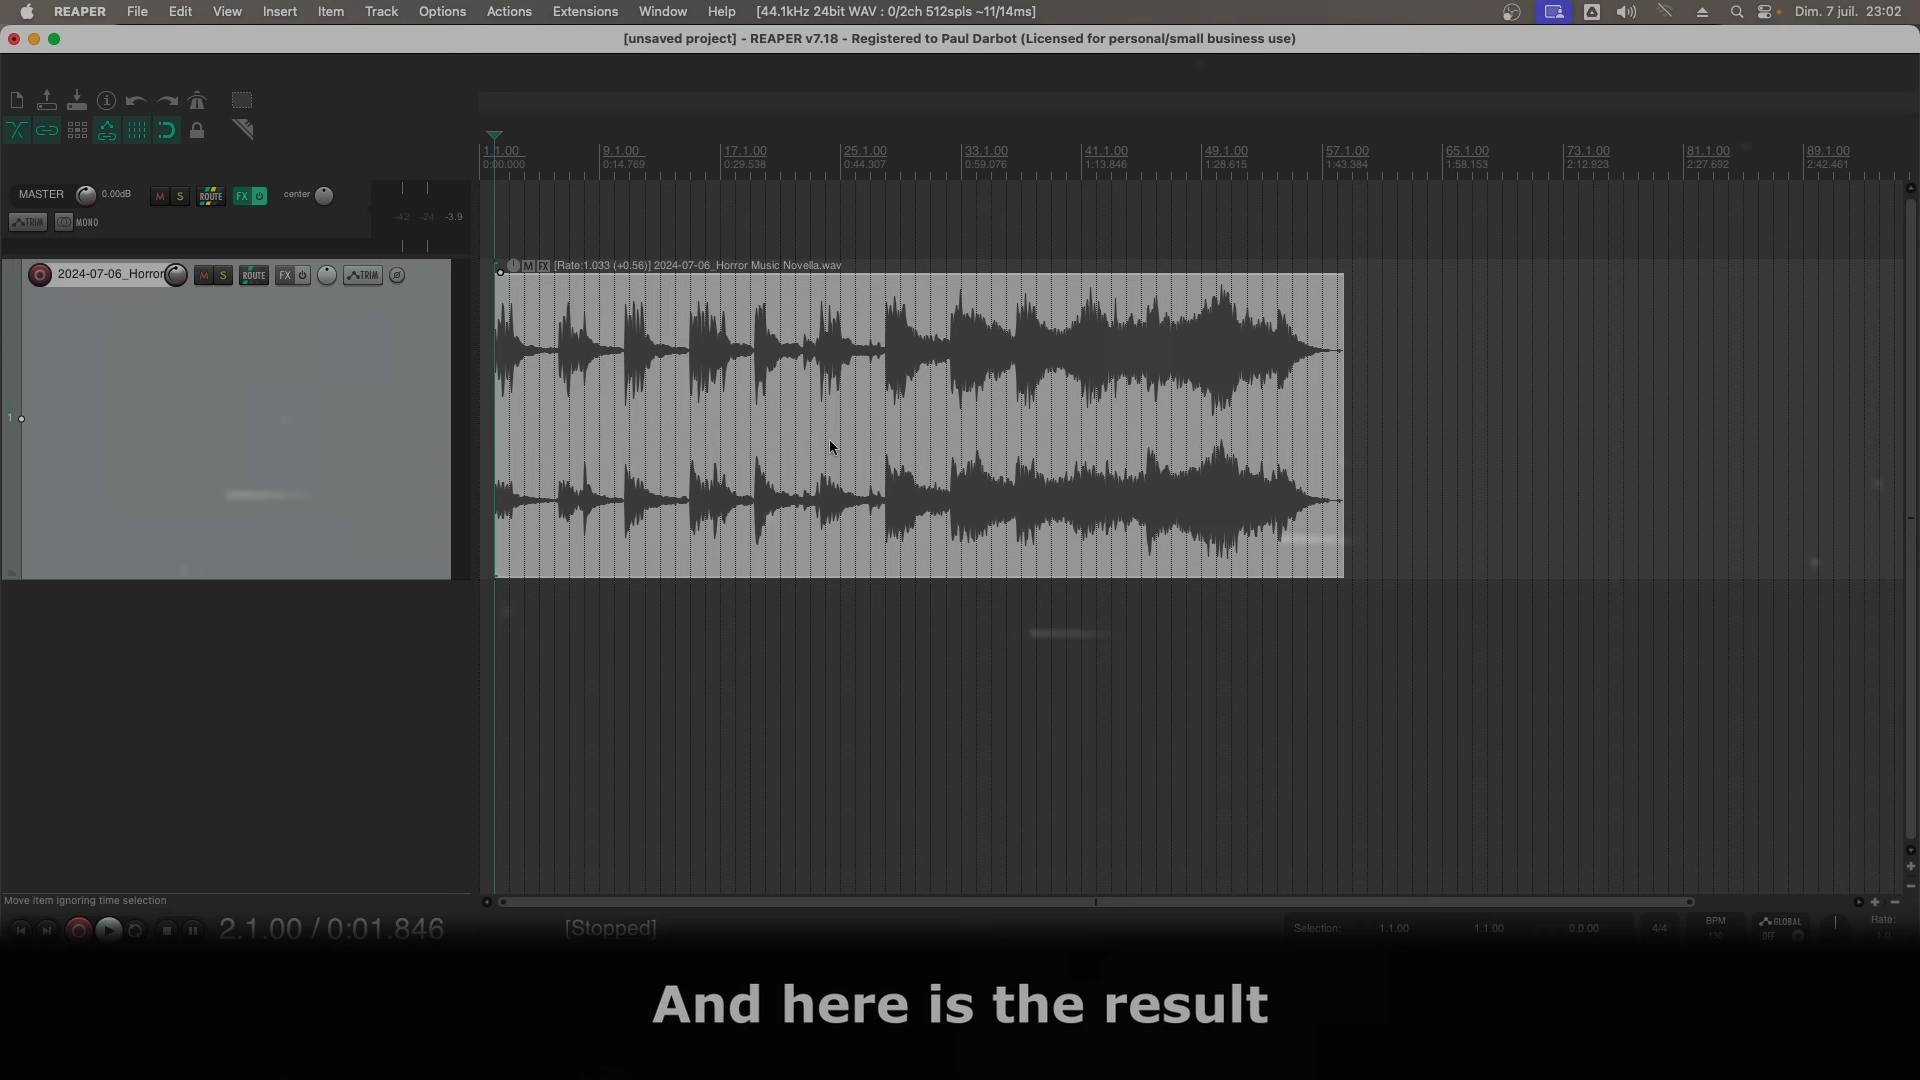 REAPER File Edit View Insert Item Track Options Actions Extensions Window Help [44.1kHz 24bit WAV : 0/2ch 512spls ~11/14ms] Dim. 7 juil. 23:02
[unsaved project] - REAPER v7.18 - Registered to Paul Darbot (Licensed for personal/small business use)
1.1.00 9.1.00 17.1.00 25.1.00 33.1.00 41.1.00 49.1.00 57.1.00 65.1.00 73.1.00 81.1.00 89.1.00
0:00.000 0:14.769 0:29.538 0:44.307 0:59.076 1:13.846 1:28.615 1:43.384 1:58.153 2:12.923 2:27.692 2:42.461
MASTER 0.00dB M S ROUTE FX center
-42 -24 -3.9
TRIM MONO
M FX [Rate:1.033 (+0.56)] 2024-07-06_Horror Music Novella.wav
2024-07-06_Horror M S ROUTE FX TRIM
1
Move item ignoring time selection
2.1.00 / 0:01.846 [Stopped] Selection: 1.1.00 1.1.00 0.0.00 4/4 BPM GLOBAL Rate:
130 OFF 1.0
And here is the result